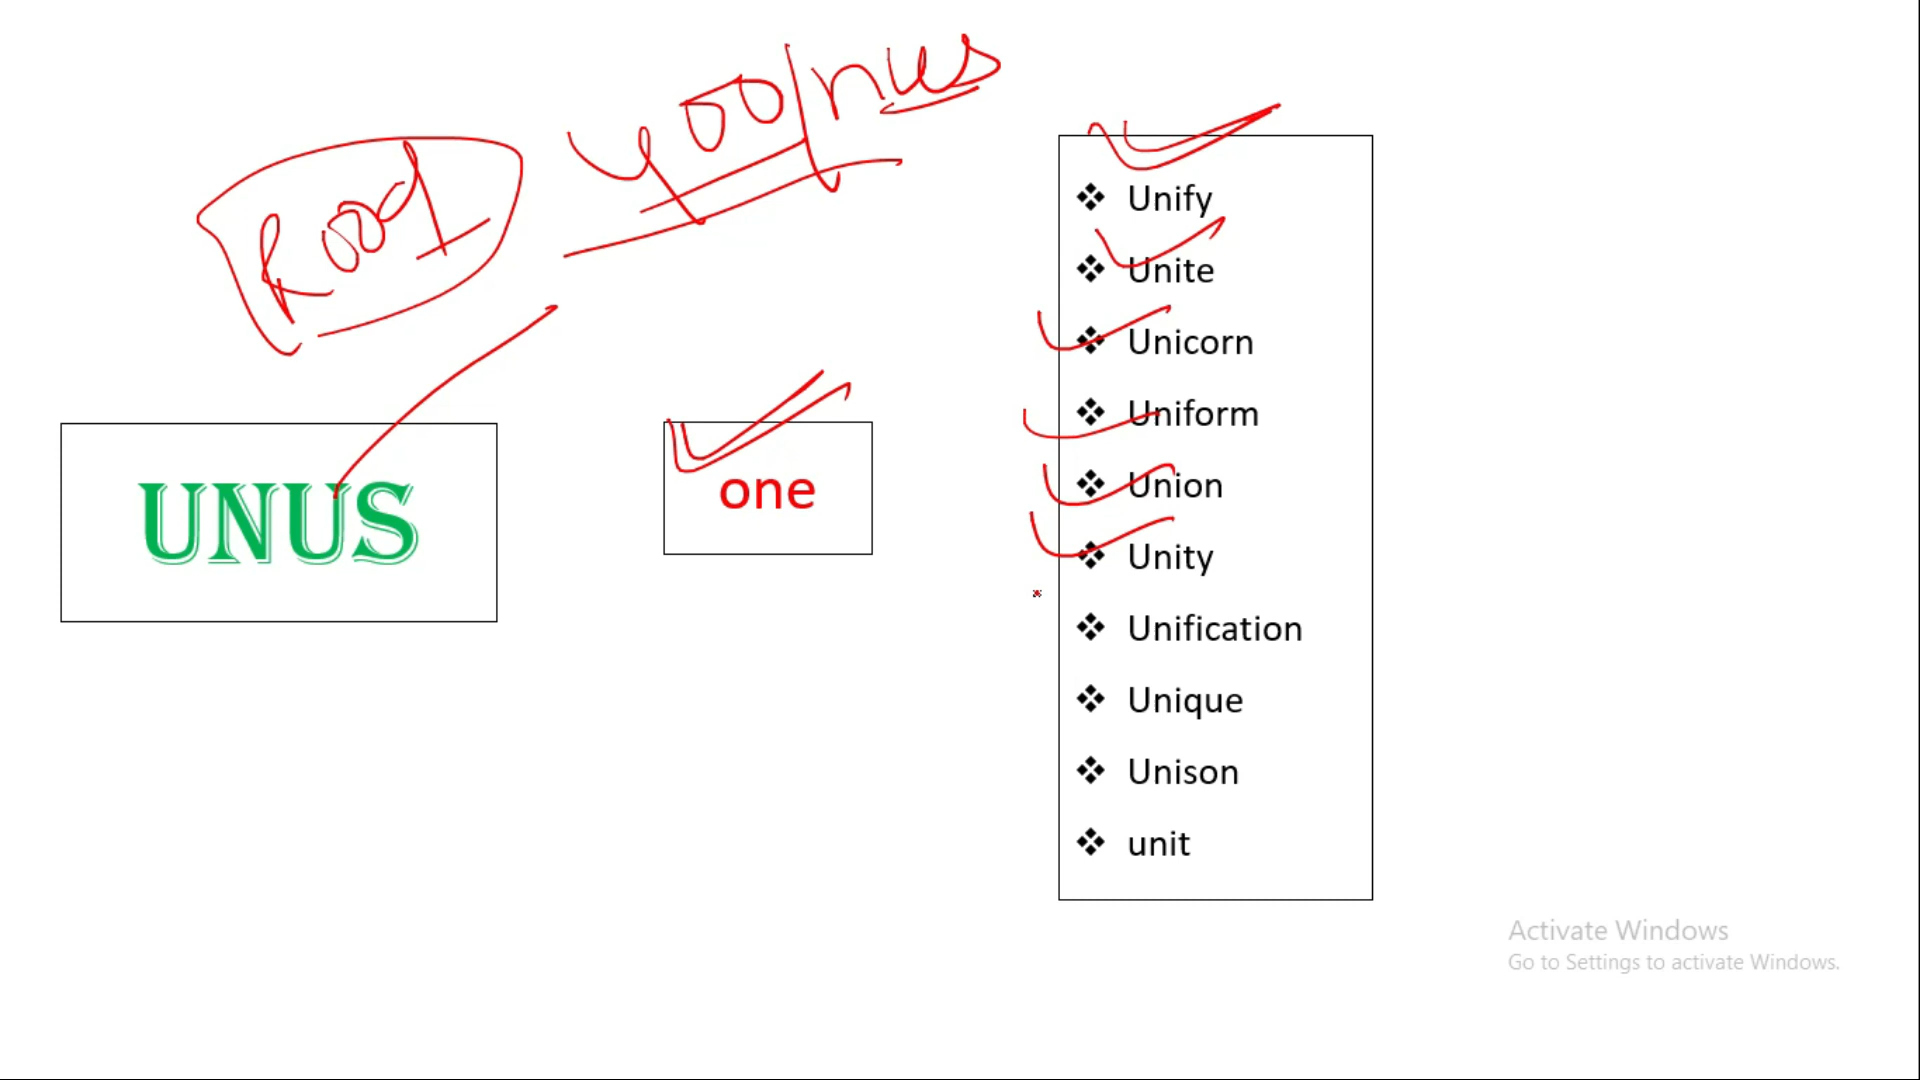 yoo/nus
Root
UNUS
one
Unify
Unite
Unicorn
Uniform
Union
Unity
Unification
Unique
Unison
unit
Activate Windows
Go to Settings to activate Windows.